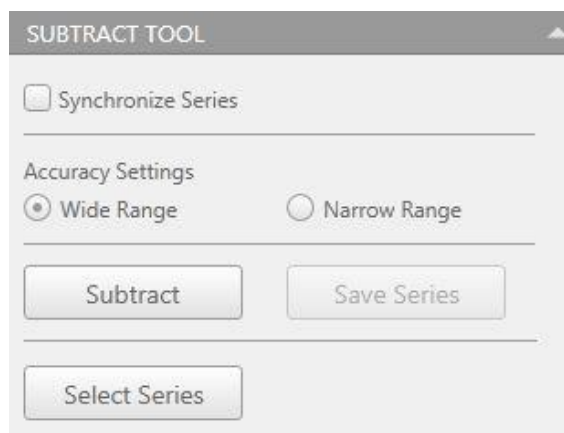 SUBTRACT TOOL
Synchronize Series
Accuracy Settings
Wide Range Narrow Range
Subtract Save Series
Select Series